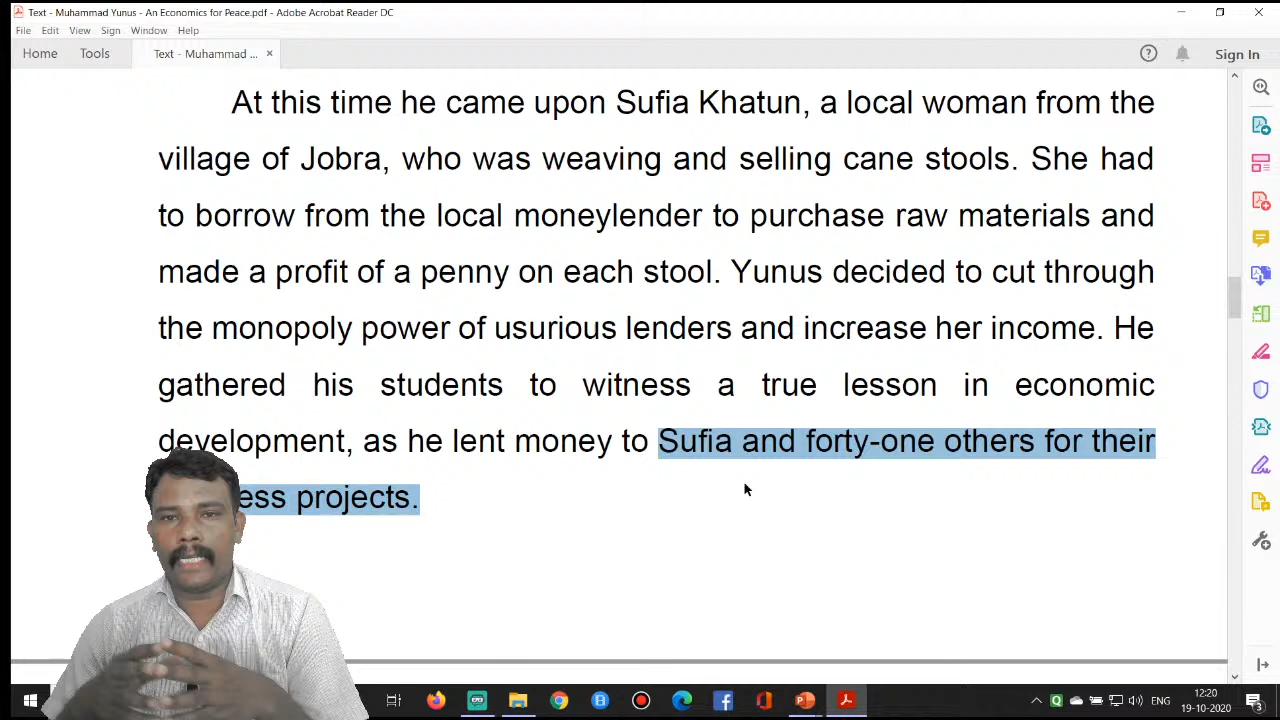 Text - Muhammad Yunus - An Economics for Peace.pdf - Adobe Acrobat Reader DC
File Edit View Sign Window Help
Home Tools Text - Muhammad ... Sign In
At this time he came upon Sufia Khatun, a local woman from the
village of Jobra, who was weaving and selling cane stools. She had
to borrow from the local moneylender to purchase raw materials and
made a profit of a penny on each stool. Yunus decided to cut through
the monopoly power of usurious lenders and increase her income. He
gathered his students to witness a true lesson in economic
development, as he lent money to Sufia and forty-one others for their
ess projects.
ENG
12:20
19-10-2020
3